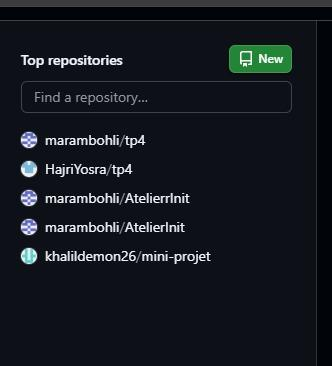 Top repositories
New
Find a repository...
marambohli/tp4
HajriYosra/tp4
marambohli/AtelierrInit
marambohli/AtelierInit
khalildemon26/mini-projet